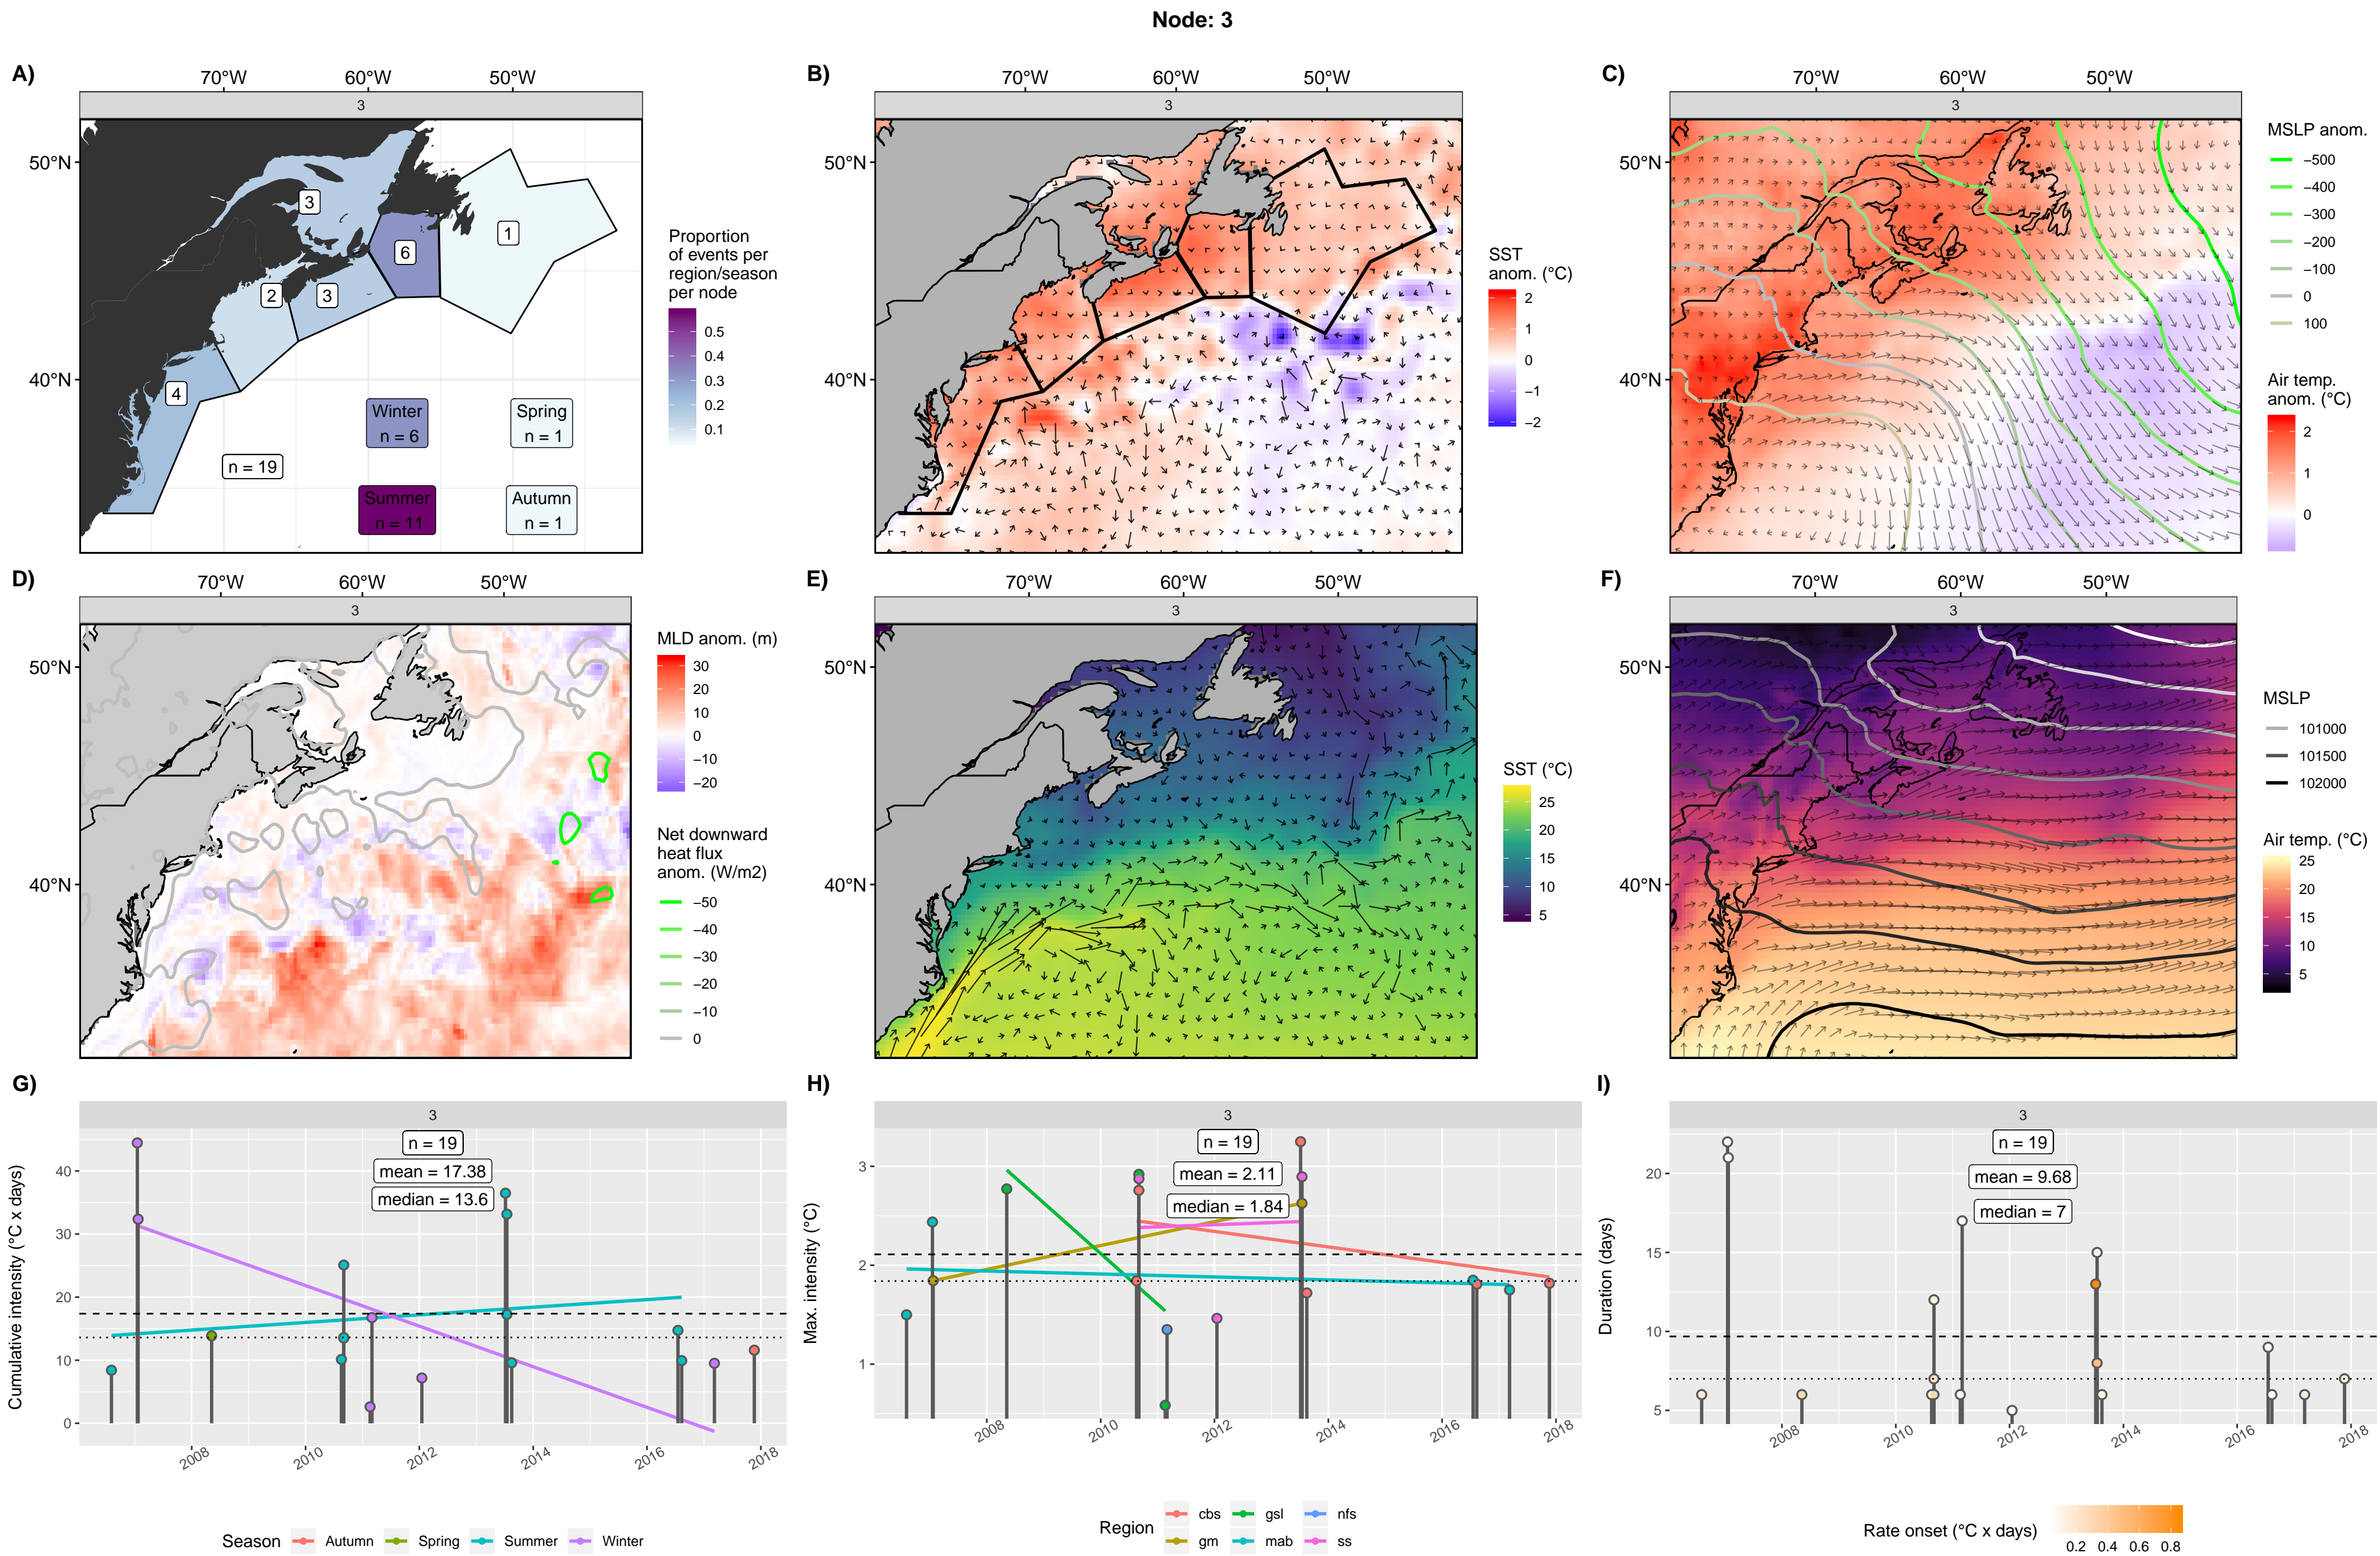 Node: 3
A)
70°W 60°W 50°W
3
50°N
40°N
3
1
6
2
3
4
n = 19
Winter
n = 6
Spring
n = 1
Summer
n = 11
Autumn
n = 1
Proportion
of events per
region/season
per node
0.5
0.4
0.3
0.2
0.1
B)
70°W 60°W 50°W
3
50°N
40°N
SST
anom. (°C)
2
1
0
−1
−2
C)
70°W 60°W 50°W
3
50°N
40°N
MSLP anom.
−500
−400
−300
−200
−100
0
100
Air temp.
anom. (°C)
2
1
0
D)
70°W 60°W 50°W
3
50°N
40°N
MLD anom. (m)
30
20
10
0
−10
−20
Net downward
heat flux
anom. (W/m2)
−50
−40
−30
−20
−10
0
E)
70°W 60°W 50°W
3
50°N
40°N
SST (°C)
25
20
15
10
5
F)
70°W 60°W 50°W
3
50°N
40°N
MSLP
101000
101500
102000
Air temp. (°C)
25
20
15
10
5
G)
3
n = 19
mean = 17.38
median = 13.6
Cumulative intensity (°C x days)
40
30
20
10
0
2008 2010 2012 2014 2016 2018
Season Autumn Spring Summer Winter
H)
3
n = 19
mean = 2.11
median = 1.84
Max. intensity (°C)
3
2
1
2008 2010 2012 2014 2016 2018
Region
cbs gsl nfs
gm mab ss
I)
3
n = 19
mean = 9.68
median = 7
Duration (days)
20
15
10
5
2008 2010 2012 2014 2016 2018
Rate onset (°C x days)
0.2 0.4 0.6 0.8